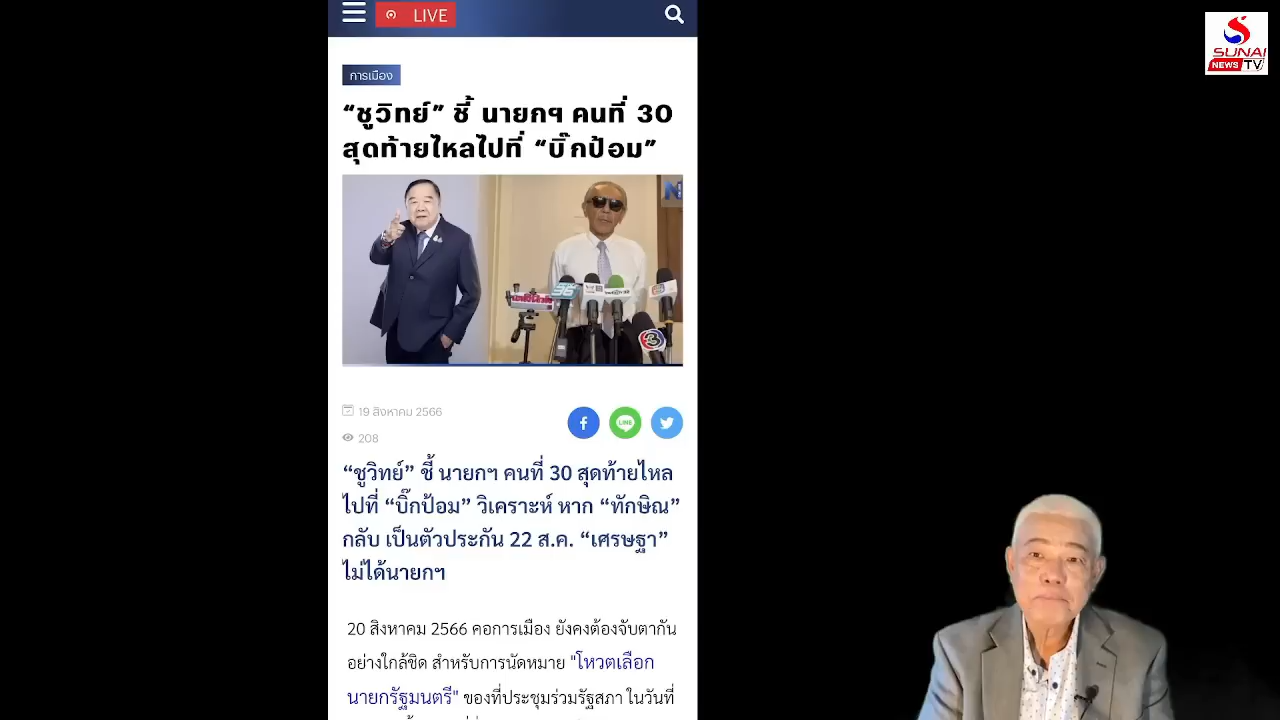 LIVE
SUNAI
NEWS TV
การเมือง
“ชูวิทย์” ชี้ นายกฯ คนที่ 30
สุดท้ายไหลไปที่ “บิ๊กป้อม”
19 สิงหาคม 2566
LINE
208
“ชูวิทย์” ชี้ นายกฯ คนที่ 30 สุดท้ายไหล
ไปที่ “บิ๊กป้อม” วิเคราะห์ หาก “ทักษิณ”
กลับ เป็นตัวประกัน 22 ส.ค. “เศรษฐา”
ไม่ได้นายกฯ
20 สิงหาคม 2566 คอการเมือง ยังคงต้องจับตากัน
อย่างใกล้ชิด สำหรับการนัดหมาย "โหวตเลือก
นายกรัฐมนตรี" ของที่ประชุมร่วมรัฐสภา ในวันที่